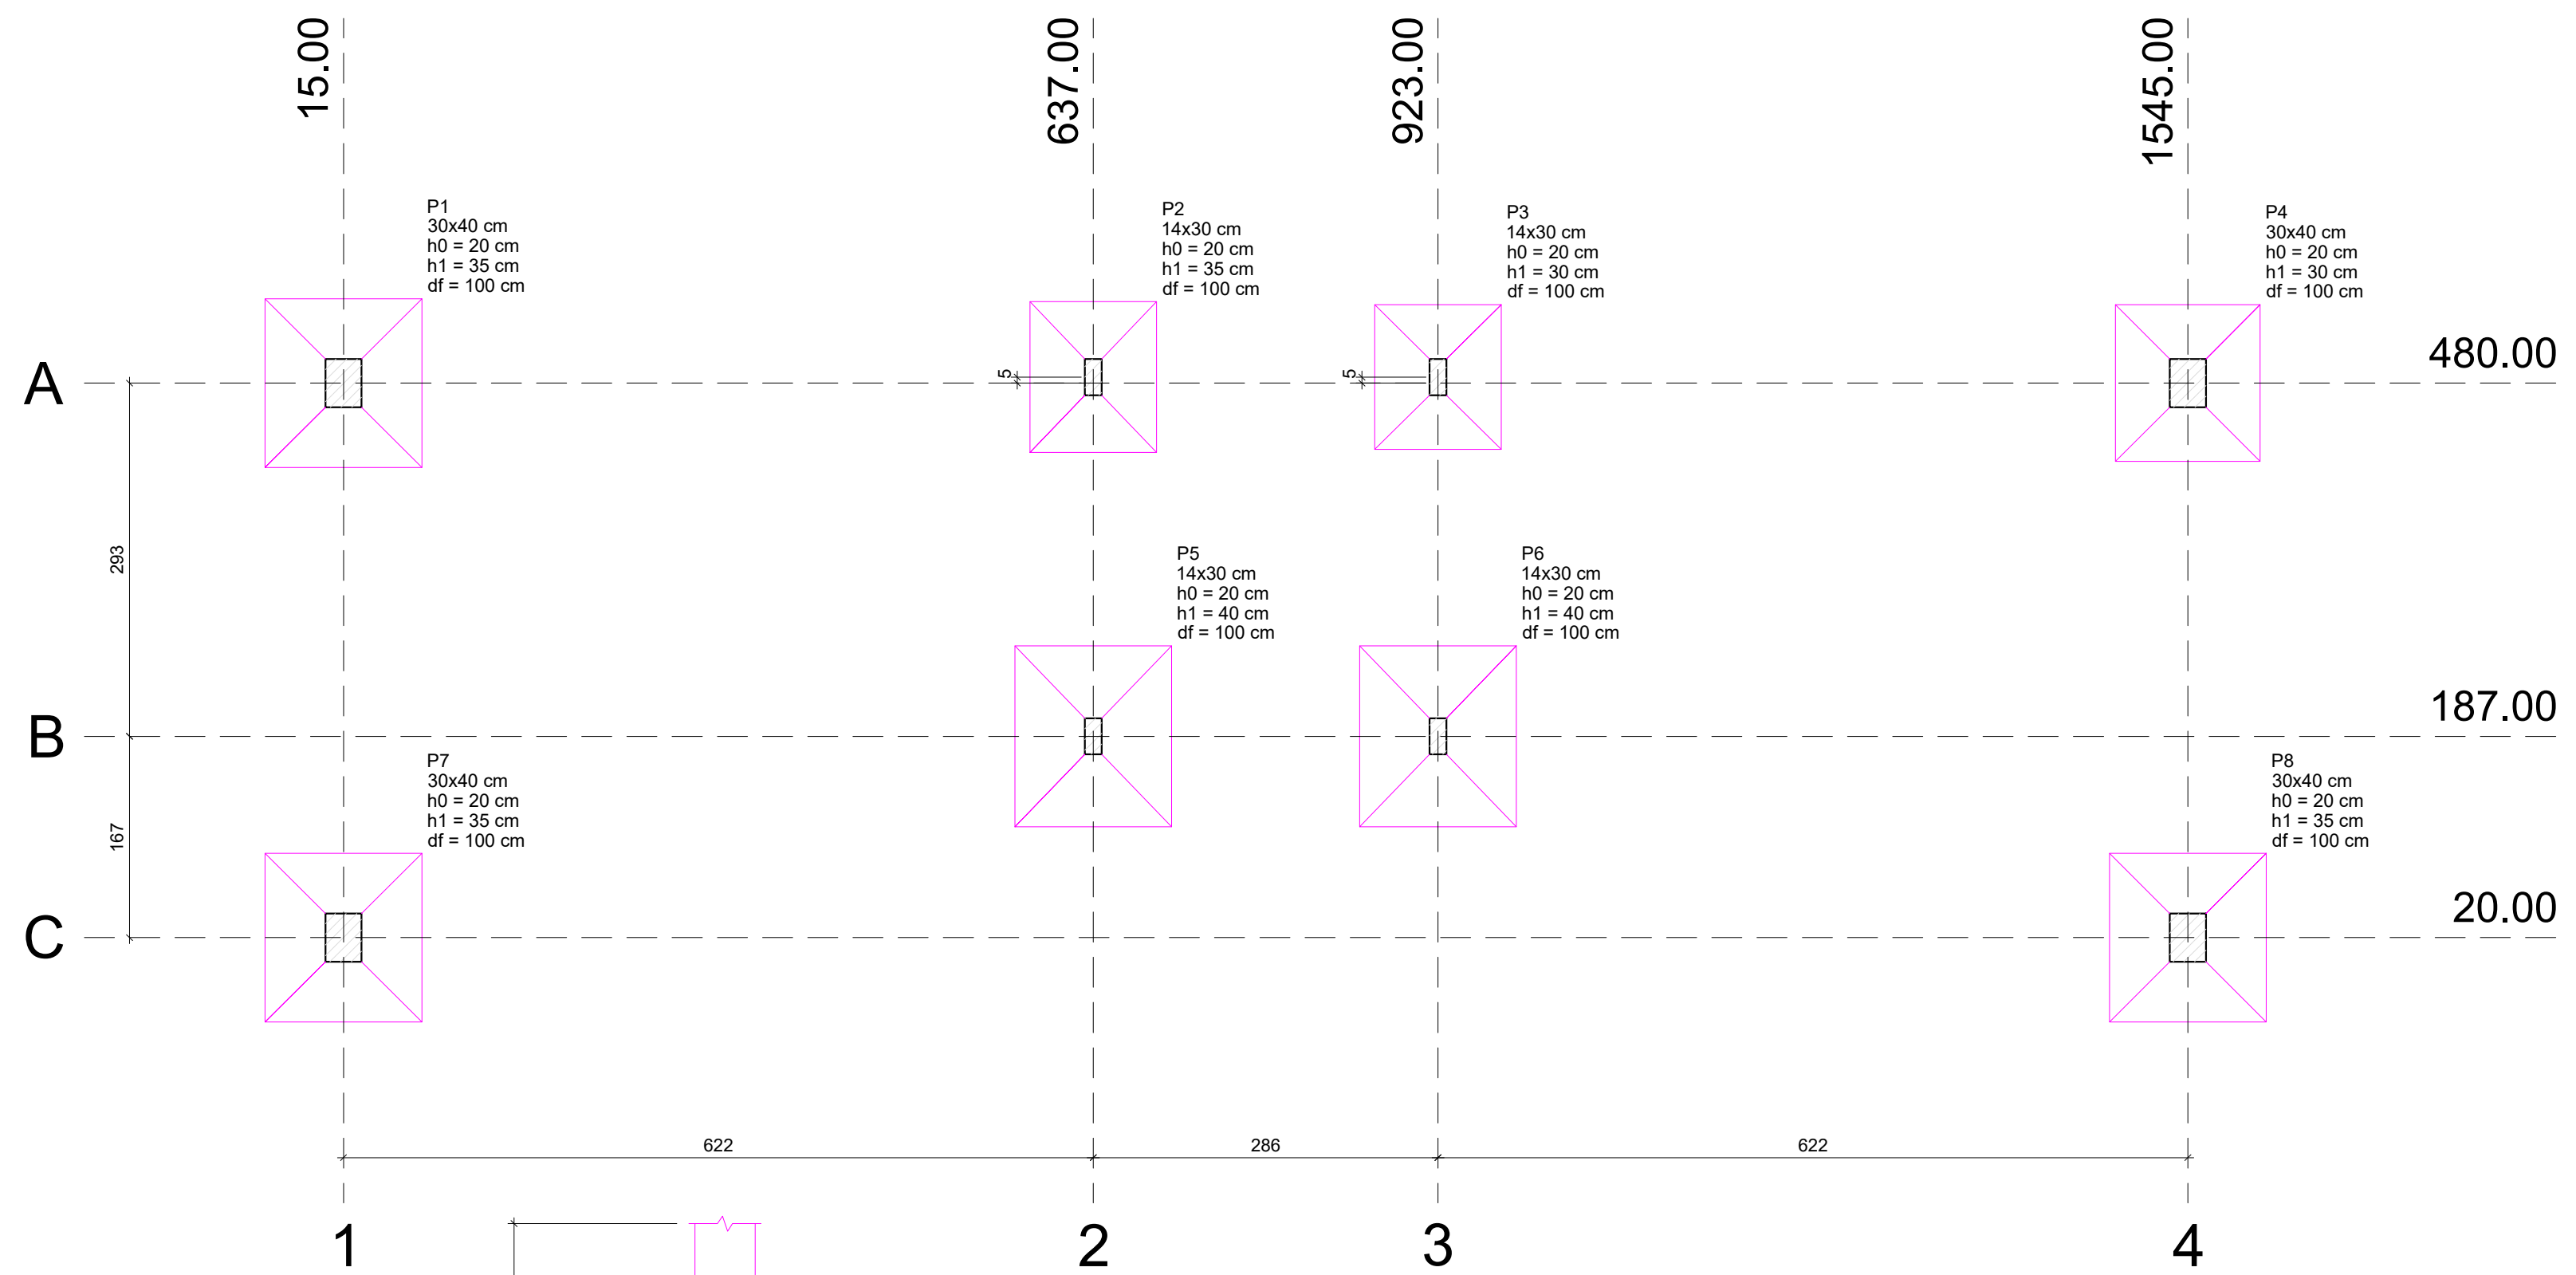 15.00
637.00
923.00
1545.00
P1
30x40 cm
h0 = 20 cm
h1 = 35 cm
df = 100 cm
P2
14x30 cm
h0 = 20 cm
h1 = 35 cm
df = 100 cm
P3
14x30 cm
h0 = 20 cm
h1 = 30 cm
df = 100 cm
P4
30x40 cm
h0 = 20 cm
h1 = 30 cm
df = 100 cm
A
5
5
480.00
293
P5
14x30 cm
h0 = 20 cm
h1 = 40 cm
df = 100 cm
P6
14x30 cm
h0 = 20 cm
h1 = 40 cm
df = 100 cm
B
187.00
P7
30x40 cm
h0 = 20 cm
h1 = 35 cm
df = 100 cm
P8
30x40 cm
h0 = 20 cm
h1 = 35 cm
df = 100 cm
167
C
20.00
622
286
622
1
2
3
4